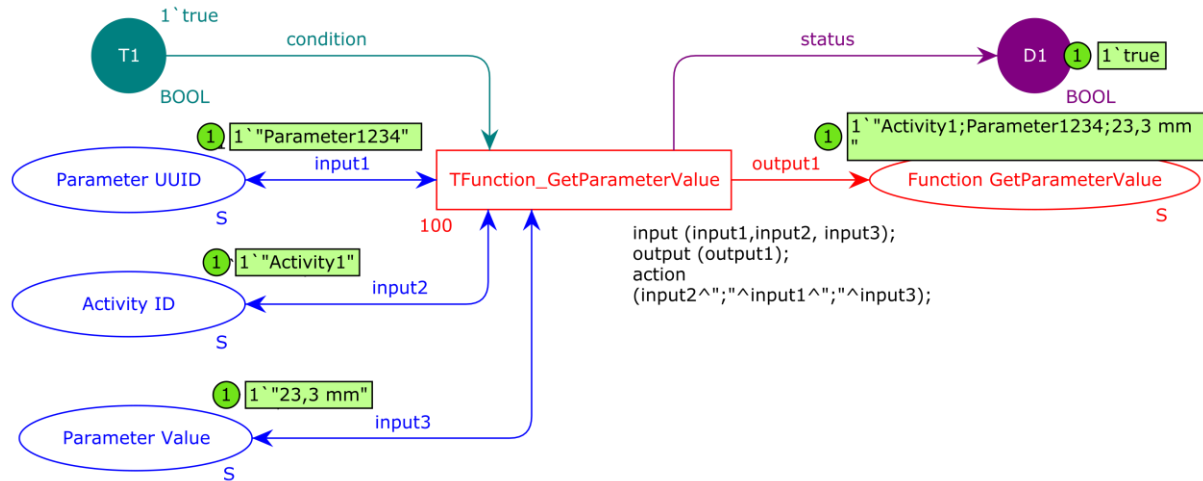 1`true
T1
condition
BOOL
status
D1
1
1`true
BOOL
1
1`"Parameter1234"
Parameter UUID
input1
S
TFunction_GetParameterValue
100
output1
1
1`"Activity1;Parameter1234;23,3 mm
"
Function GetParameterValue
S
input (input1,input2, input3);
output (output1);
action
(input2^";"^input1^";"^input3);
1
1`"Activity1"
Activity ID
input2
S
1
1`"23,3 mm"
Parameter Value
input3
S